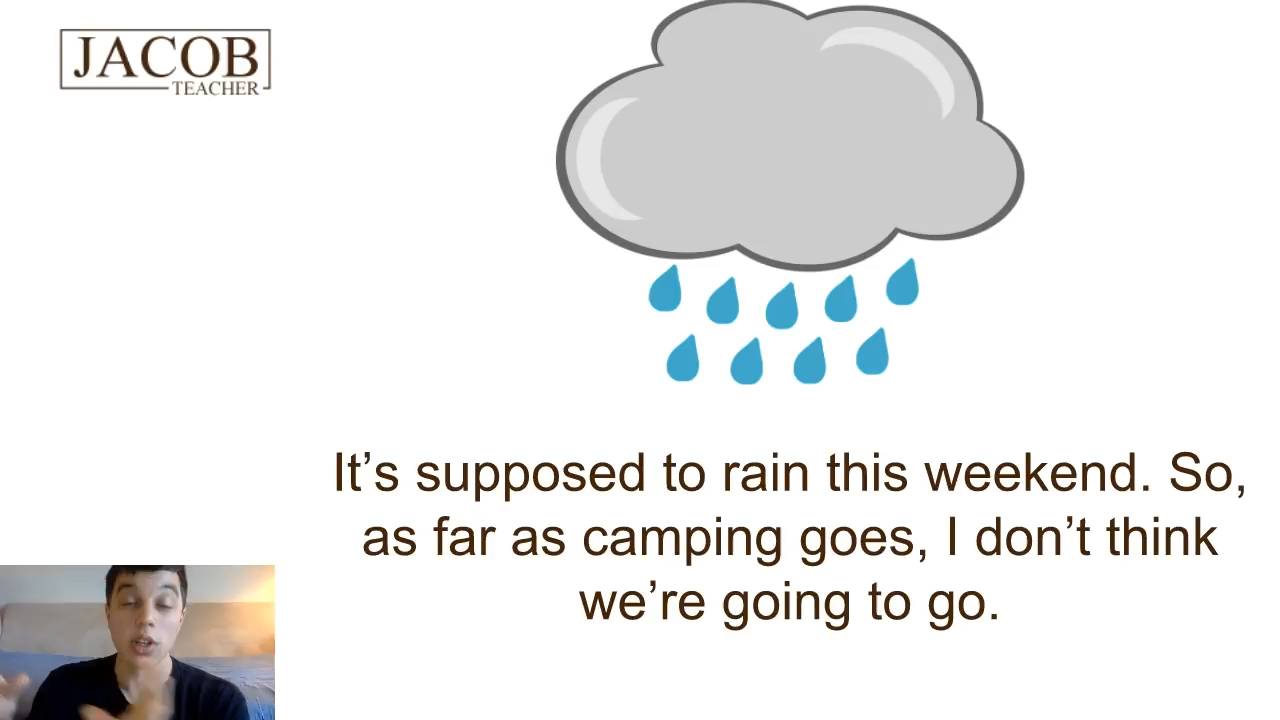 JACOB
TEACHER
It’s supposed to rain this weekend. So,
as far as camping goes, I don’t think
we’re going to go.